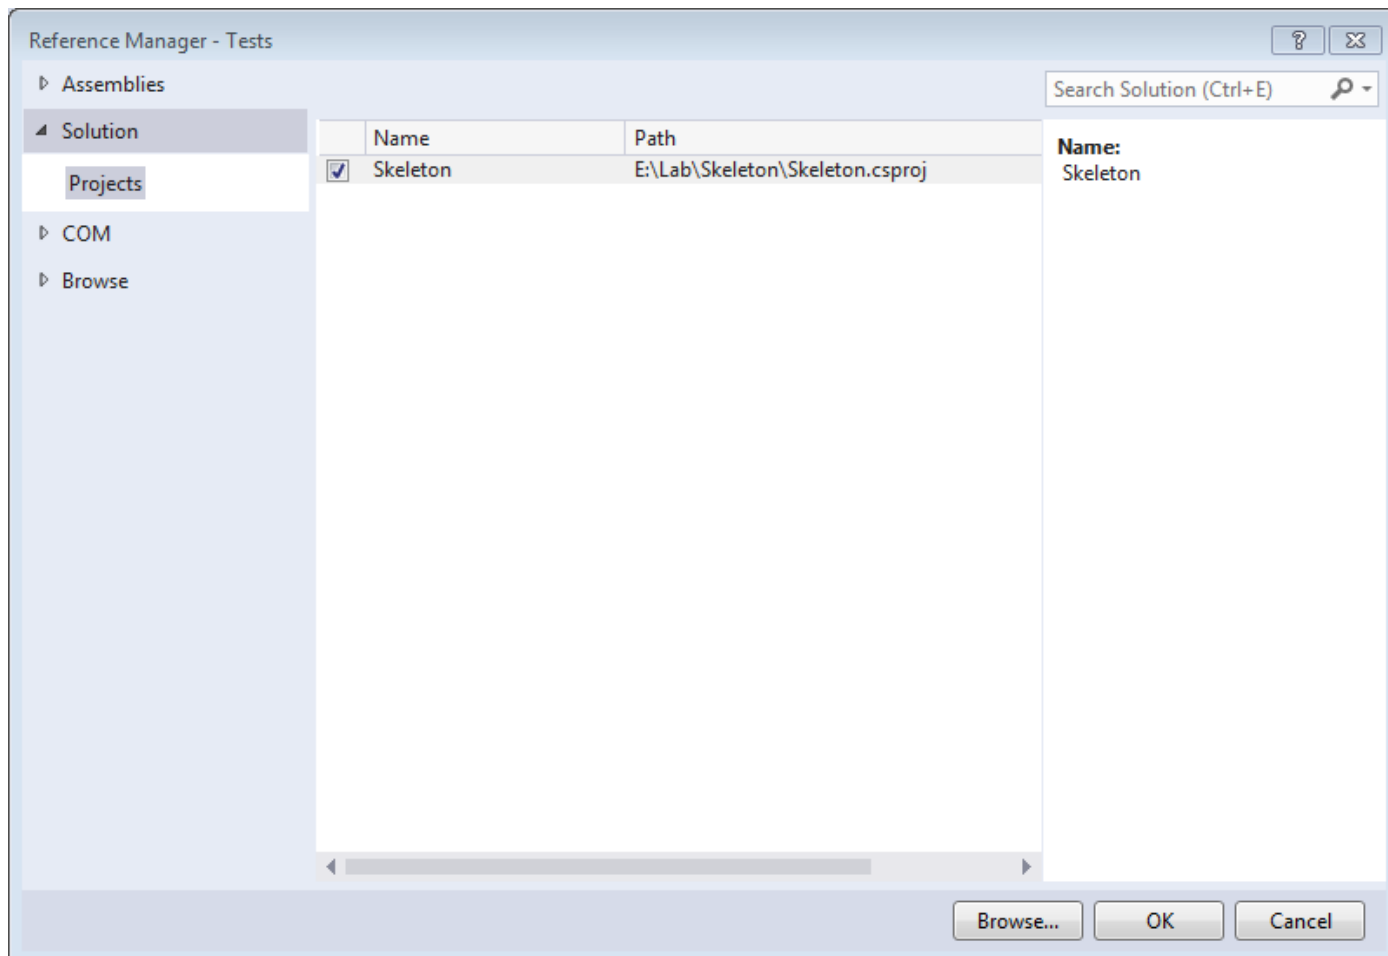 Reference Manager - Tests
Assemblies
Search Solution (Ctrl+E)
Solution
Projects
COM
Browse
Name Path
Skeleton E:\Lab\Skeleton\Skeleton.csproj
Name:
Skeleton
Browse... OK Cancel